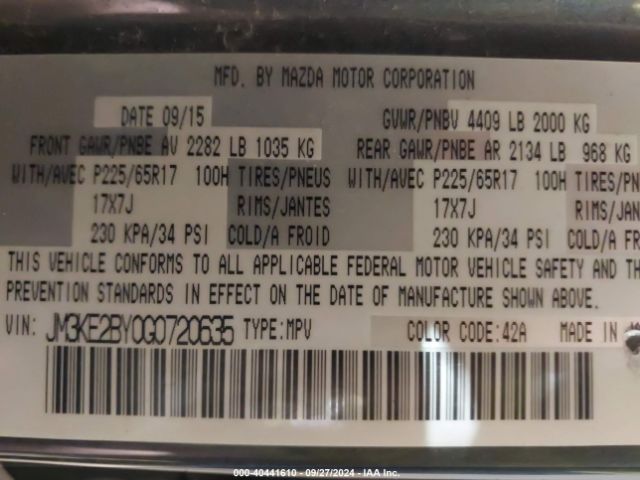 MFD. BY MAZDA MOTOR CORPORATION
DATE 09/15 GVWR/PNBV 4409 LB 2000 KG
FRONT GAWR/PNBE AV 2282 LB 1035 KG REAR GAWR/PNBE AR 2134 LB 968 KG
WITH/AVEC P225/65R17 100H TIRES/PNEUS WITH/AVEC P225/65R17 100H TIRES/PN
17X7J RIMS/JANTES 17X7J RIMS/JA
230 KPA/34 PSI COLD/A FROID 230 KPA/34 PSI COLD/A FR
THIS VEHICLE CONFORMS TO ALL APPLICABLE FEDERAL MOTOR VEHICLE SAFETY AND TH
PREVENTION STANDARDS IN EFFECT ON THE DATE OF MANUFACTURE SHOWN ABOVE.
VIN: JM3KE2BY0G0720635 TYPE:MPV COLOR CODE:42A MADE IN
000-40441610 - 09/27/2024 - IAA Inc.